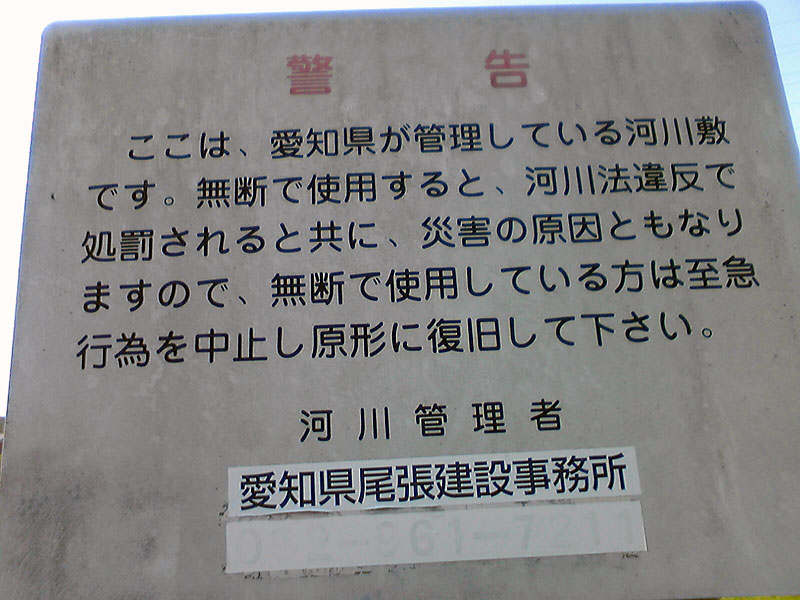 警告
ここは、愛知県が管理している河川敷
です。無断で使用すると、河川法違反で
処罰されると共に、災害の原因ともなり
ますので、無断で使用している方は至急
行為を中止し原形に復旧して下さい。
河川管理者
愛知県尾張建設事務所
052-961-7211